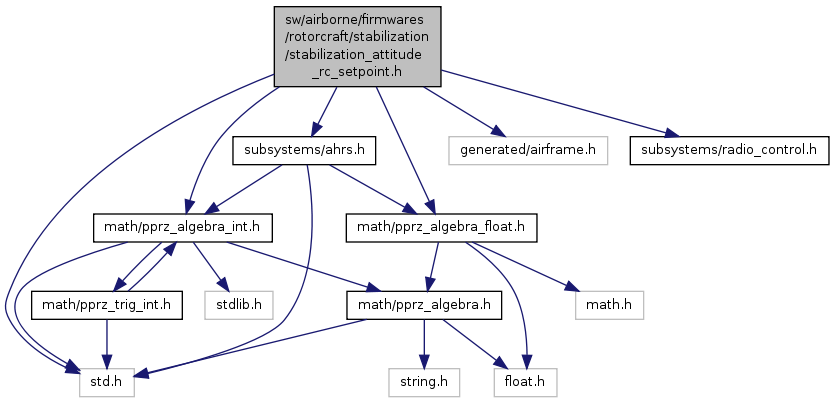 sw/airborne/firmwares
/rotorcraft/stabilization
/stabilization_attitude
_rc_setpoint.h
subsystems/ahrs.h
generated/airframe.h
subsystems/radio_control.h
math/pprz_algebra_int.h
math/pprz_algebra_float.h
math/pprz_trig_int.h
stdlib.h
math/pprz_algebra.h
math.h
std.h
string.h
float.h